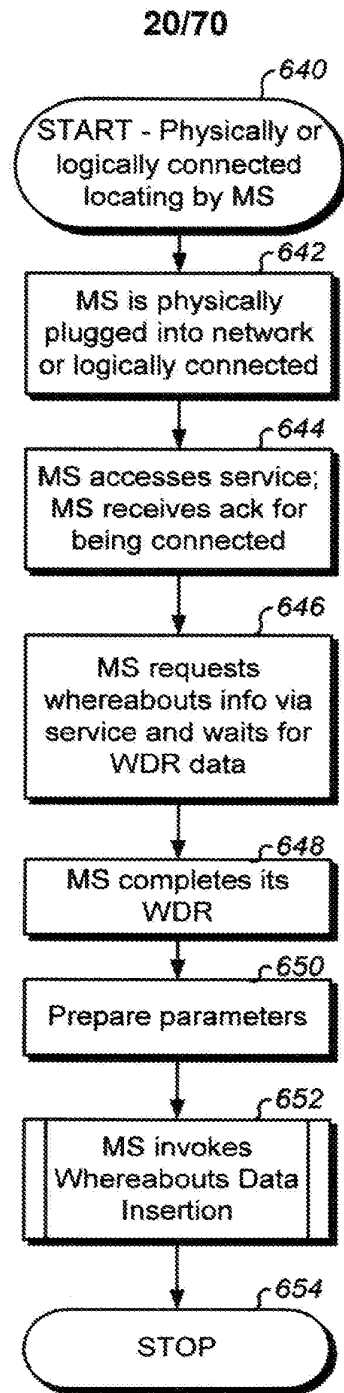 20/70
640
START - Physically or
logically connected
locating by MS
642
MS is physically
plugged into network
or logically connected
644
MS accesses service;
MS receives ack for
being connected
646
MS requests
whereabouts info via
service and waits for
WDR data
648
MS completes its
WDR
650
Prepare parameters
652
MS invokes
Whereabouts Data
Insertion
654
STOP